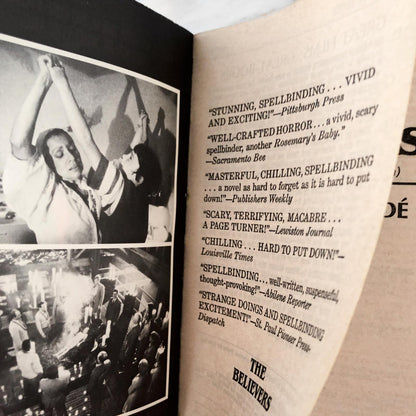 “STUNNING, SPELLBINDING . . . VIVID
AND EXCITING!”—Pittsburgh Press
“WELL-CRAFTED HORROR... a vivid, scary
spellbinder, another Rosemary’s Baby.”
—Sacramento Bee
“MASTERFUL, CHILLING, SPELLBINDING
. . . a novel as hard to forget as it is hard to put
down!”—Publishers Weekly
“SCARY, TERRIFYING, MACABRE . . .
A PAGE TURNER!”—Lewiston Journal
“CHILLING . . . HARD TO PUT DOWN!”—
Louisville Times
“SPELLBINDING... well-written, suspenseful,
thought-provoking!”—Abilene Reporter
“STRANGE DOINGS AND SPELLBINDING
EXCITEMENT!”—St. Paul Pioneer Press-
Dispatch
THE
BELIEVERS
S
)
DÉ